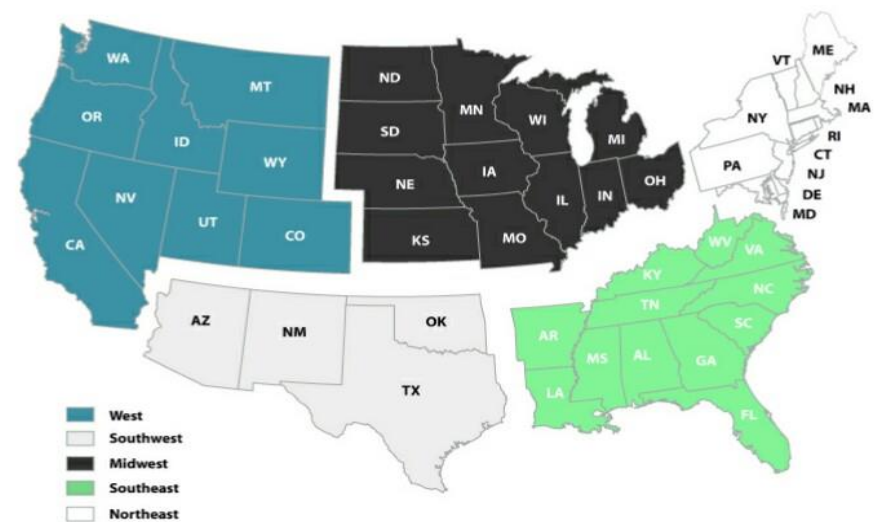 WA
MT
OR
ID
WY
NV
UT
CO
CA
ND
MN
SD
WI
MI
IA
NE
IL
IN
OH
KS
MO
ME
VT
NH
MA
NY
RI
CT
PA
NJ
DE
MD
WV
VA
KY
NC
TN
SC
AR
MS
AL
GA
LA
FL
AZ
NM
OK
TX
West
Southwest
Midwest
Southeast
Northeast